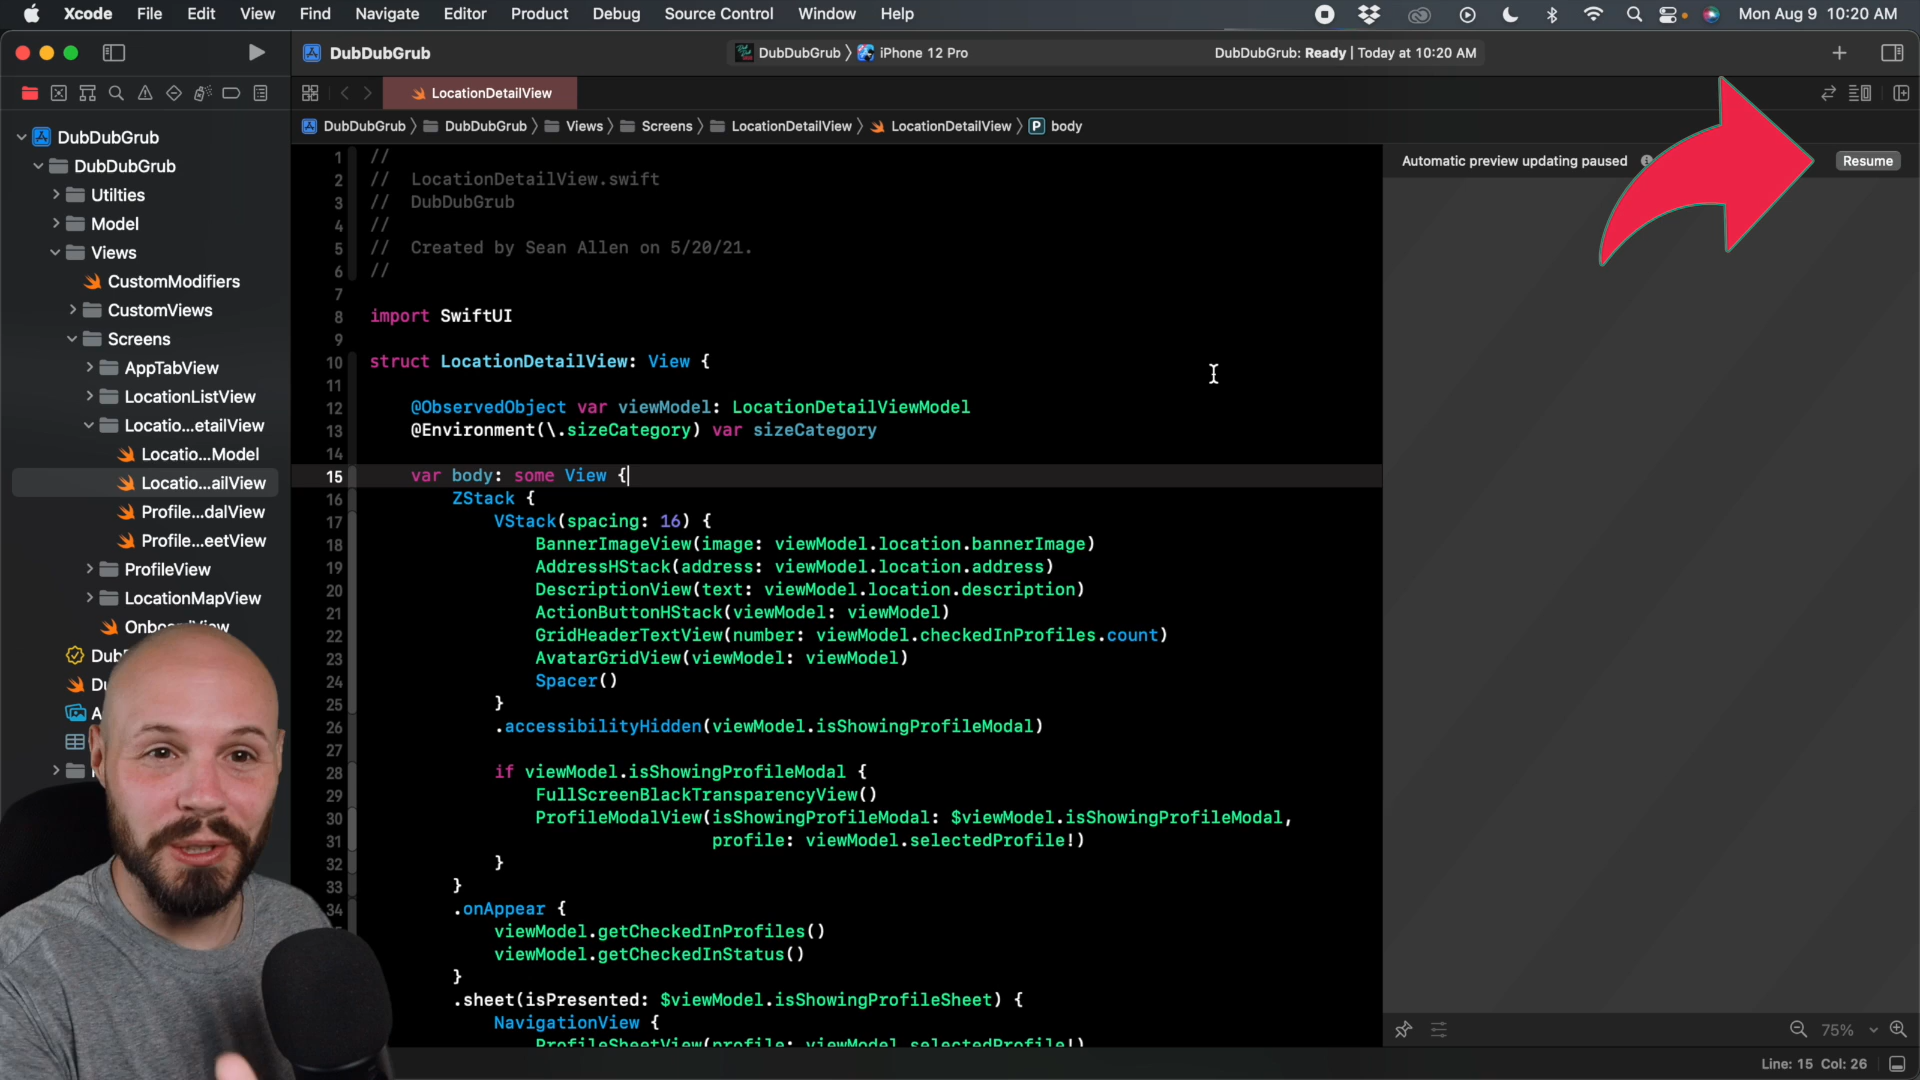 Xcode File Edit View Find Navigate Editor Product Debug Source Control Window Help Mon Aug 9 10:20 AM
DubDubGrub DubDubGrub iPhone 12 Pro DubDubGrub: Ready | Today at 10:20 AM
LocationDetailView
DubDubGrub DubDubGrub Views Screens LocationDetailView LocationDetailView P body
Automatic preview updating paused Resume
DubDubGrub
DubDubGrub
Utilties
Model
Views
CustomModifiers
CustomViews
Screens
AppTabView
LocationListView
Locatio...etailView
Locatio...Model
Locatio...ailView
Profile...dalView
Profile...eetView
ProfileView
LocationMapView
1 //
2 // LocationDetailView.swift
3 // DubDubGrub
4 //
5 // Created by Sean Allen on 5/20/21.
6 //
7
8 import SwiftUI
9
10 struct LocationDetailView: View {
11
12 @ObservedObject var viewModel: LocationDetailViewModel
13 @Environment(\.sizeCategory) var sizeCategory
14
15 var body: some View {
16 ZStack {
17 VStack(spacing: 16) {
18 BannerImageView(image: viewModel.location.bannerImage)
19 AddressHStack(address: viewModel.location.address)
20 DescriptionView(text: viewModel.location.description)
21 ActionButtonHStack(viewModel: viewModel)
22 GridHeaderTextView(number: viewModel.checkedInProfiles.count)
23 AvatarGridView(viewModel: viewModel)
24 Spacer()
25 }
26 .accessibilityHidden(viewModel.isShowingProfileModal)
27
28 if viewModel.isShowingProfileModal {
29 FullScreenBlackTransparencyView()
30 ProfileModalView(isShowingProfileModal: $viewModel.isShowingProfileModal,
31 profile: viewModel.selectedProfile!)
32 }
33 }
34 .onAppear {
viewModel.getCheckedInProfiles()
viewModel.getCheckedInStatus()
}
.sheet(isPresented: $viewModel.isShowingProfileSheet) {
NavigationView {
ProfileSheetView(profile: viewModel.selectedProfile!)
75%
Line: 15 Col: 26